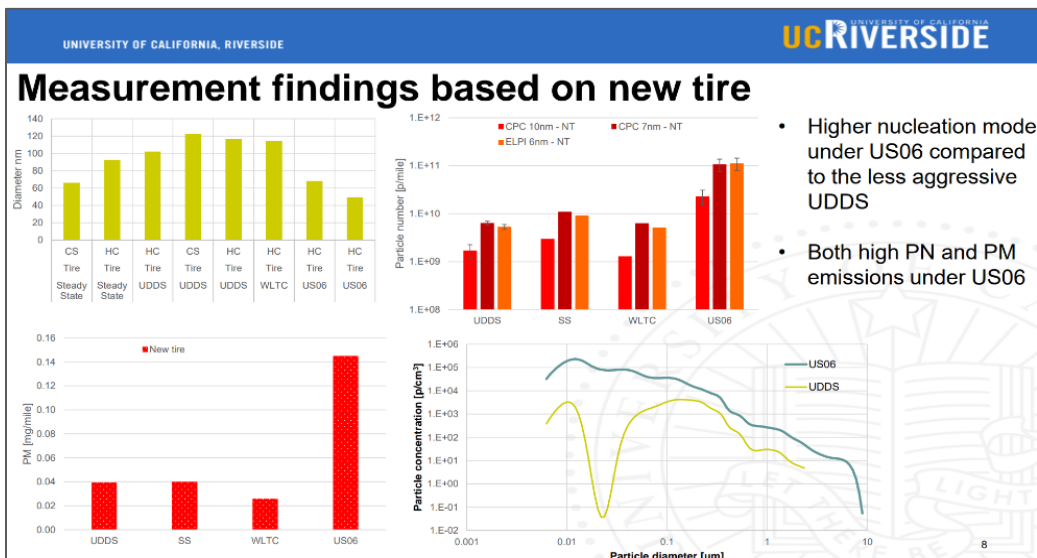 UNIVERSITY OF CALIFORNIA, RIVERSIDE
UNIVERSITY OF CALIFORNIA
UCRIVERSIDE
Measurement findings based on new tire
Diameter nm
140
120
100
80
60
40
20
0
CS HC HC CS HC HC HC HC
Tire Tire Tire Tire Tire Tire Tire Tire
Steady State Steady State UDDS UDDS UDDS WLTC US06 US06
Particle number [p/mile]
CPC 10nm - NT CPC 7nm - NT
ELPI 6nm - NT
1.E+12
1.E+11
1.E+10
1.E+09
1.E+08
UDDS SS WLTC US06
• Higher nucleation mode
under US06 compared
to the less aggressive
UDDS
• Both high PN and PM
emissions under US06
PM [mg/mile]
New tire
0.16
0.14
0.12
0.10
0.08
0.06
0.04
0.02
0.00
UDDS SS WLTC US06
Particle concentration [p/cm³]
1.E+06
1.E+05
1.E+04
1.E+03
1.E+02
1.E+01
1.E+00
1.E-01
1.E-02
US06
UDDS
0.001 0.01 0.1 1 10
Particle diameter [um]
LET THERE BE LIGHT
8